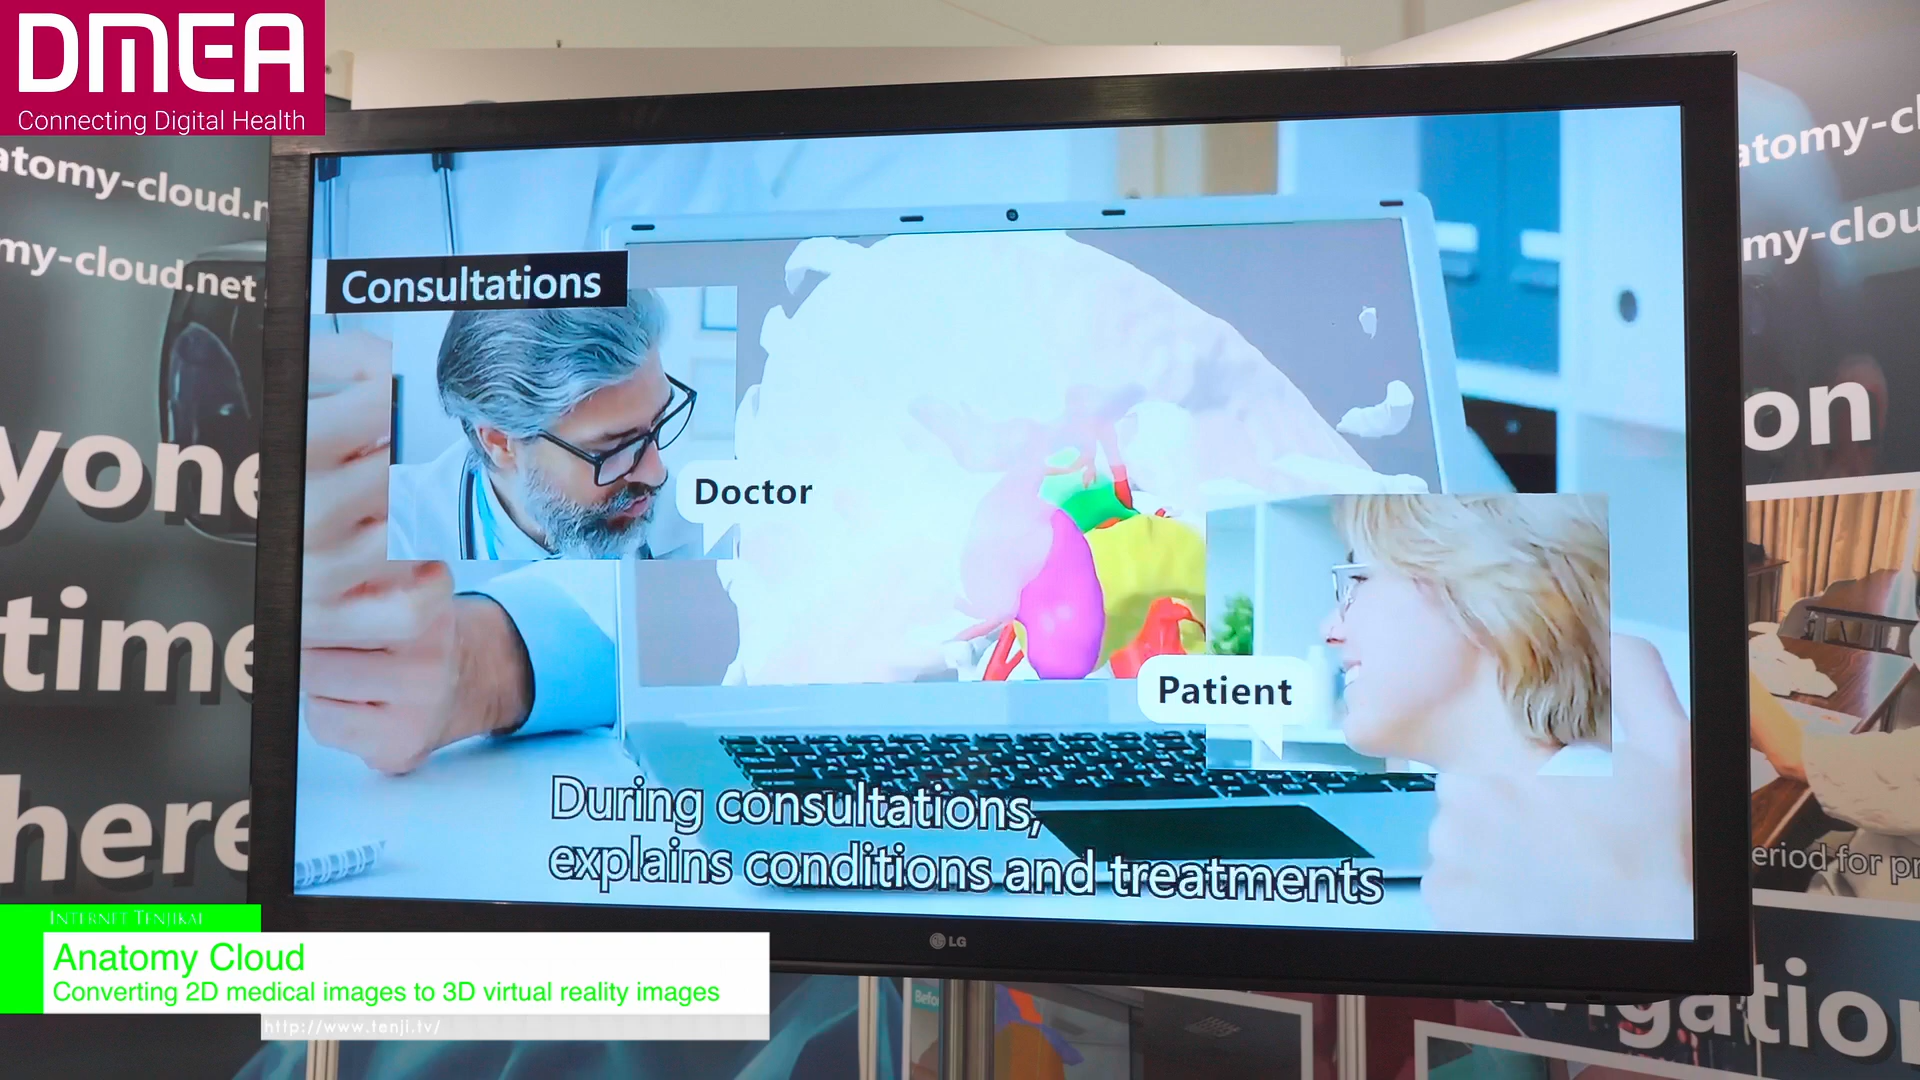 DMEA
Connecting Digital Health
atomy-cloud.n
my-cloud.net
yone
time
here
Consultations
Doctor
Patient
During consultations,
explains conditions and treatments
LG
atomy-cl
my-clou
on
eriod for pr
igation
INTERNET TENJIKAI
Anatomy Cloud
Converting 2D medical images to 3D virtual reality images
http://www.tenji.tv/